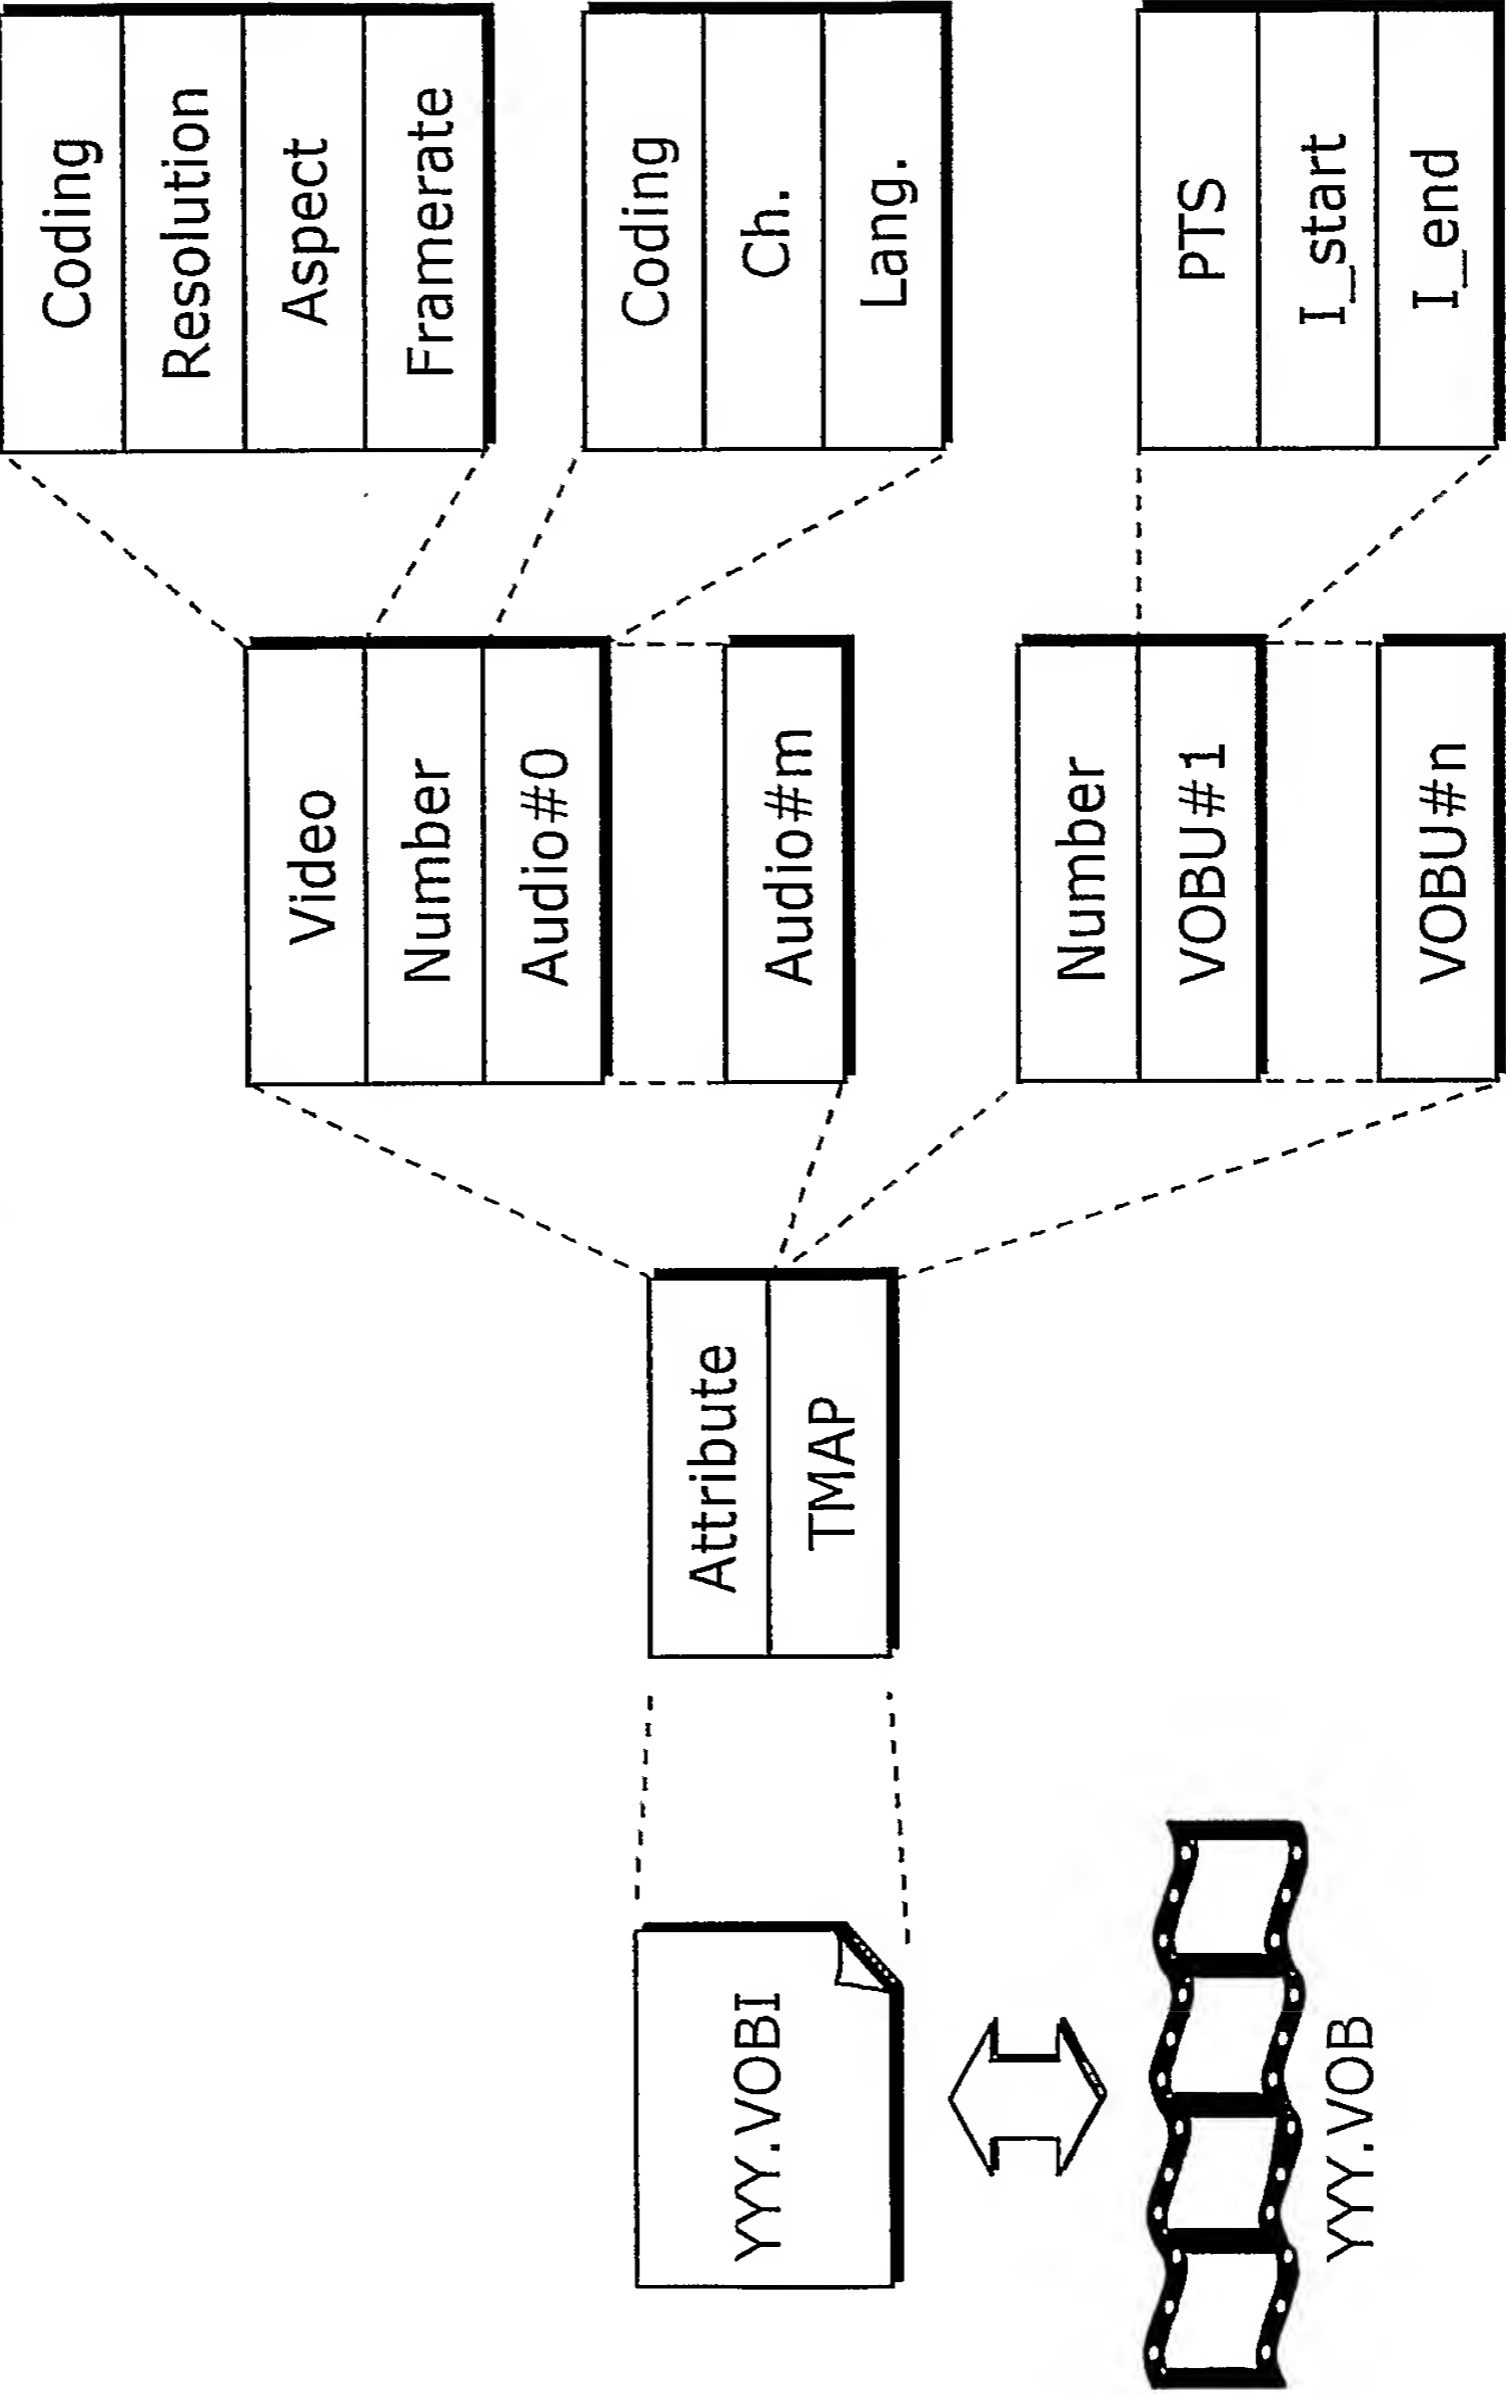 YYY.VOBI
YYY.VOB
Attribute
TMAP
Video
Number
Audio#0
Audio#m
Number
VOBU#1
VOBU#n
Coding
Resolution
Aspect
Framerate
Coding
Ch.
Lang.
PTS
I_start
I_end